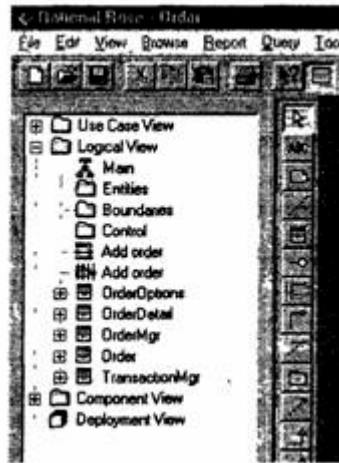 Rational Rose - Order
File Edit View Browse Report Query Too
Use Case View
Logical View
Main
Entities
Boundaries
Control
Add order
Add order
OrderOptions
OrderDetail
OrderMgr
Order
TransactionMgr
Component View
Deployment View
ABC